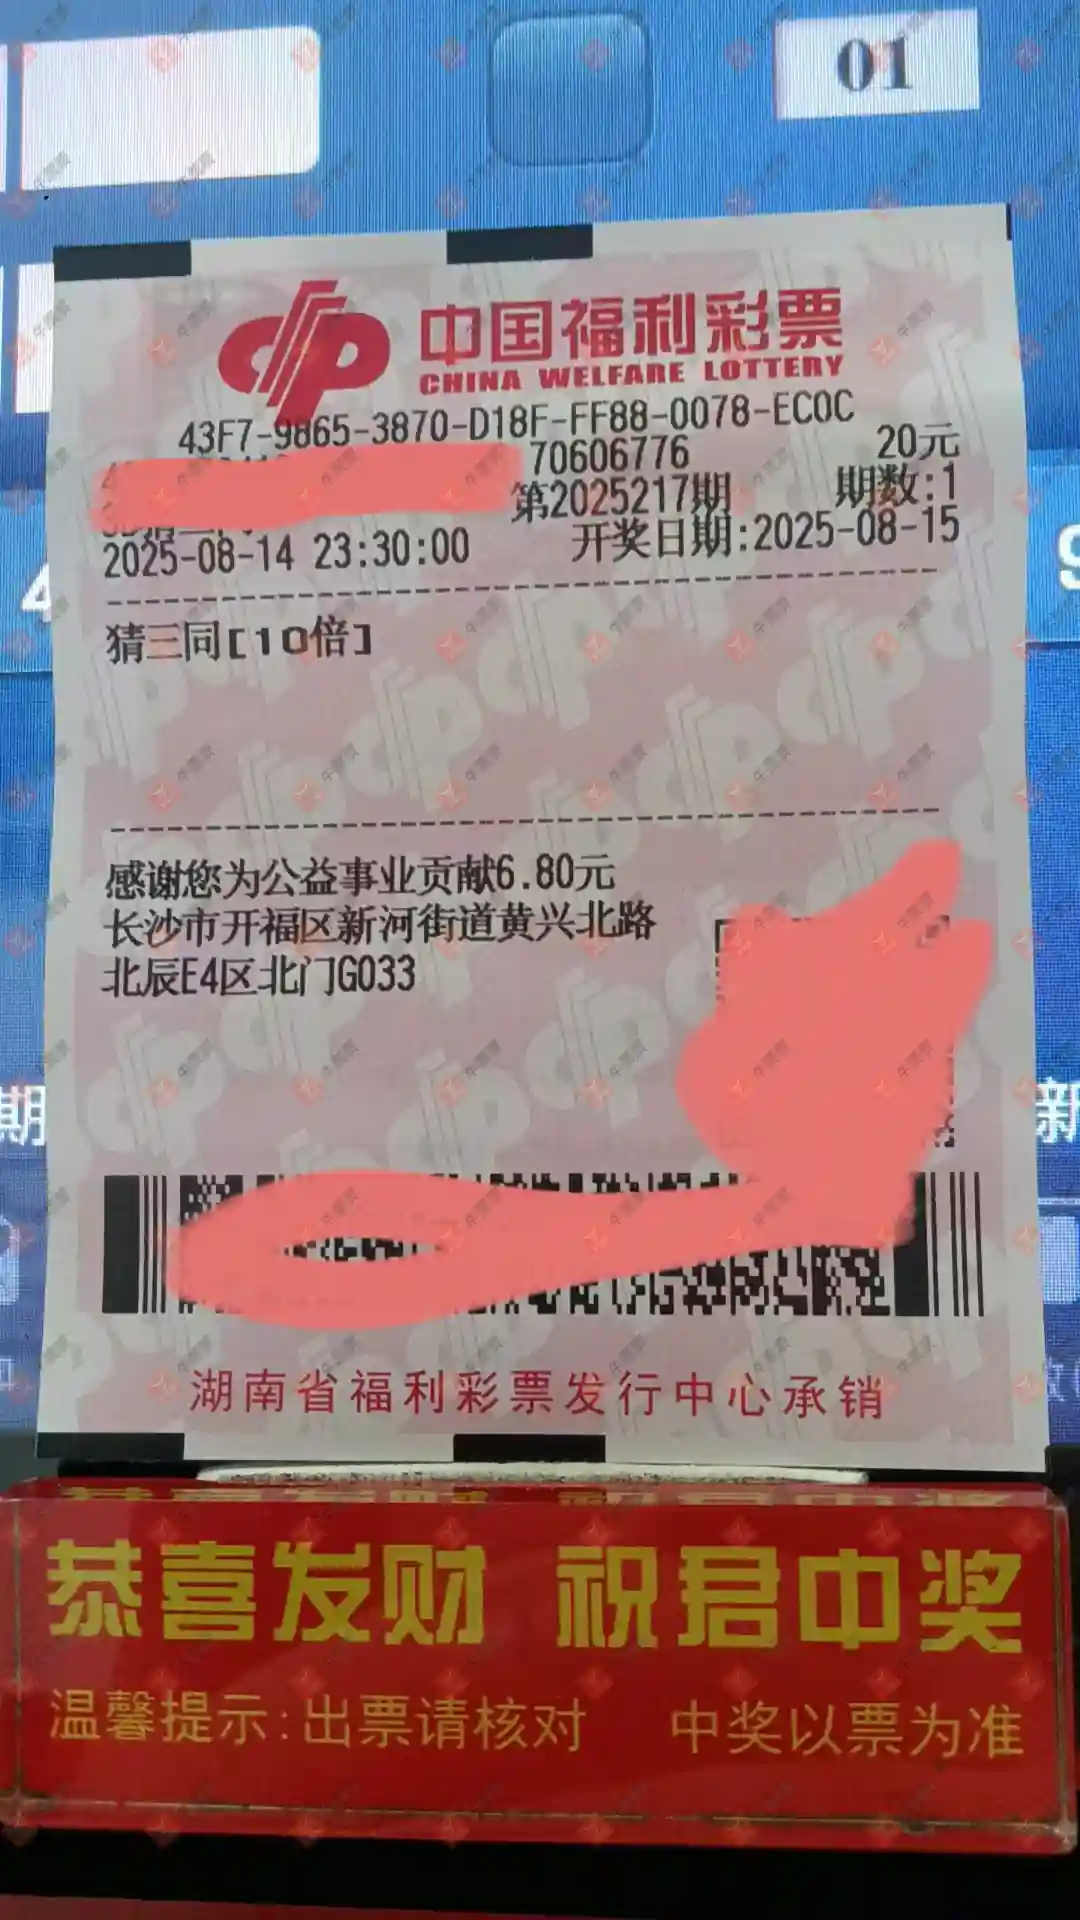 01
中国福利彩票
CHINA WELFARE LOTTERY
43F7-9865-3870-D18F-FF88-0078-EC0C
70606776 20元
第2025217期 期数:1
2025-08-14 23:30:00 开奖日期:2025-08-15
猜三同[10倍]
感谢您为公益事业贡献6.80元
长沙市开福区新河街道黄兴北路
北辰E4区北门G033
期
新
湖南省福利彩票发行中心承销
恭喜发财 祝君中奖
温馨提示:出票请核对 中奖以票为准